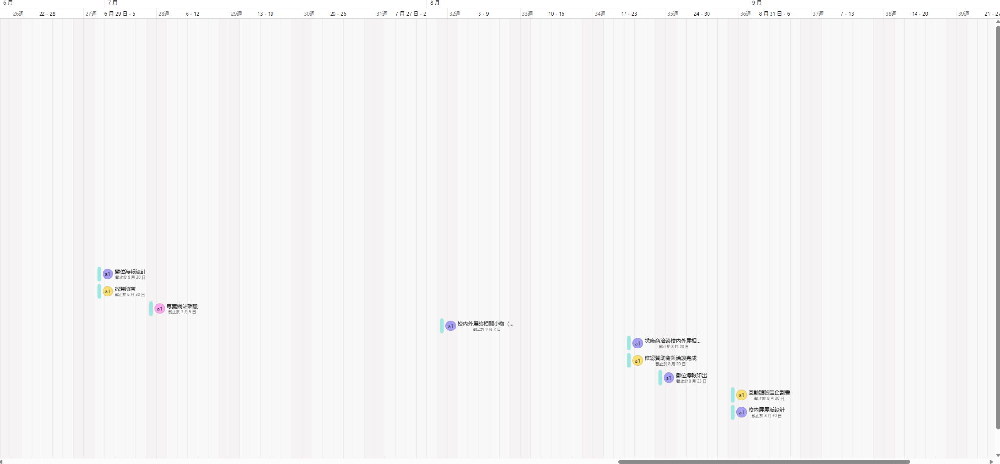 6 月 7 月 8 月 9 月
26週 22 - 28 27週 6 月 29 日 - 5 28週 6 - 12 29週 13 - 19 30週 20 - 26 31週 7 月 27 日 - 2 32週 3 - 9 33週 10 - 16 34週 17 - 23 35週 24 - 30 36週 8 月 31 日 - 6 37週 7 - 13 38週 14 - 20 39週 21 - 27
a1 攤位海報設計
截止於 6 月 30 日
a1 找贊助商
截止於 6 月 30 日
a1 專案網站架設
截止於 7 月 5 日
a1 校內外展的相關小物（...
截止於 8 月 2 日
a1 找廠商洽談校內外展相...
截止於 8 月 20 日
a1 確認贊助商與洽談完成
截止於 8 月 20 日
a1 攤位海報印出
截止於 8 月 23 日
a1 互動體驗區企劃書
截止於 8 月 30 日
a1 校內展展版設計
截止於 8 月 30 日